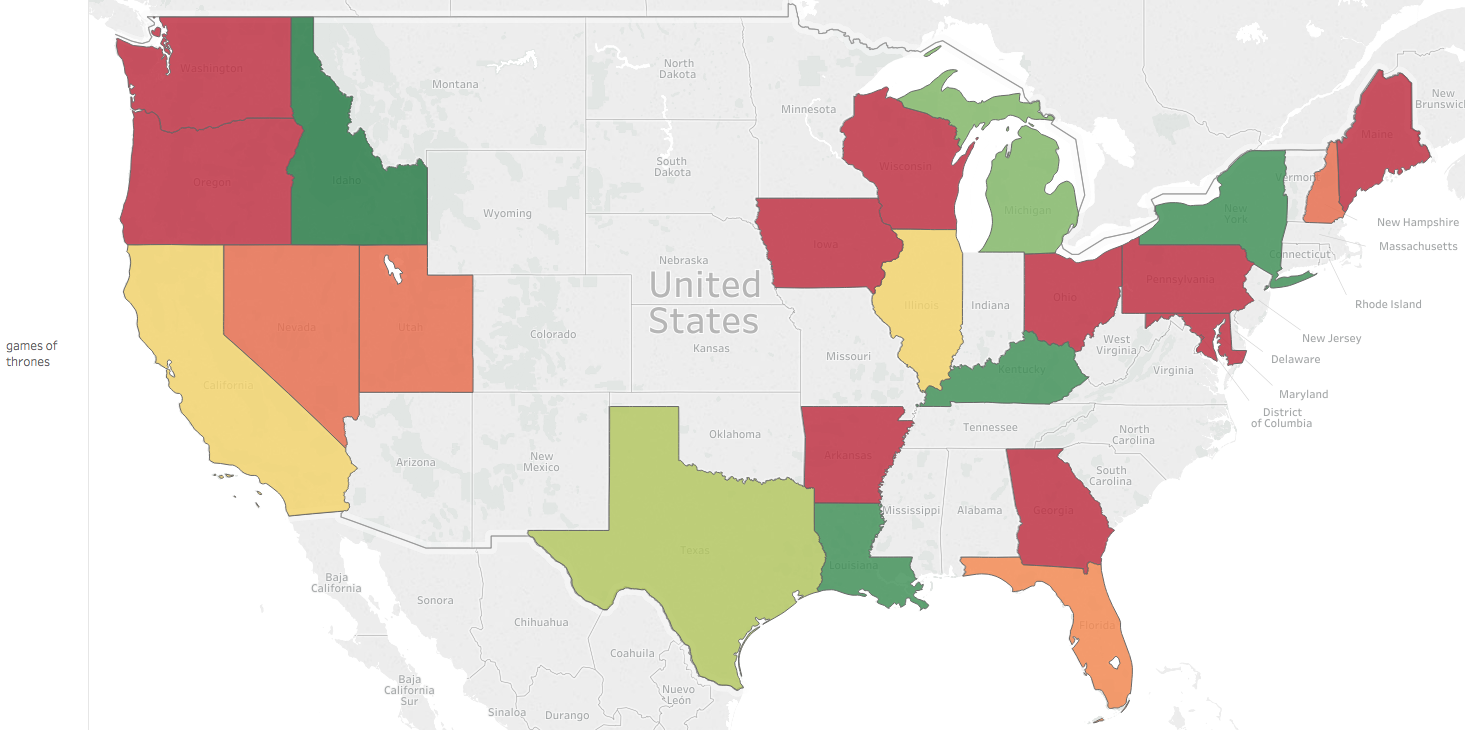 Washington
Montana
North
Dakota
Minnesota
New
Brunswick
Maine
Oregon
Idaho
South
Dakota
Wisconsin
Michigan
Vermont
New
York
New Hampshire
Massachusetts
Wyoming
Iowa
Nebraska
Connecticut
Rhode Island
United
States
Illinois
Indiana
Ohio
Pennsylvania
New Jersey
games of
thrones
Nevada
Utah
Colorado
Kansas
Missouri
West
Virginia
Virginia
Delaware
Maryland
District
of Columbia
California
Kentucky
Arizona
New
Mexico
Oklahoma
Arkansas
Tennessee
North
Carolina
South
Carolina
Mississippi
Alabama
Georgia
Texas
Louisiana
Florida
Baja
California
Sonora
Chihuahua
Coahuila
Baja
California
Sur
Nuevo
León
Sinaloa
Durango